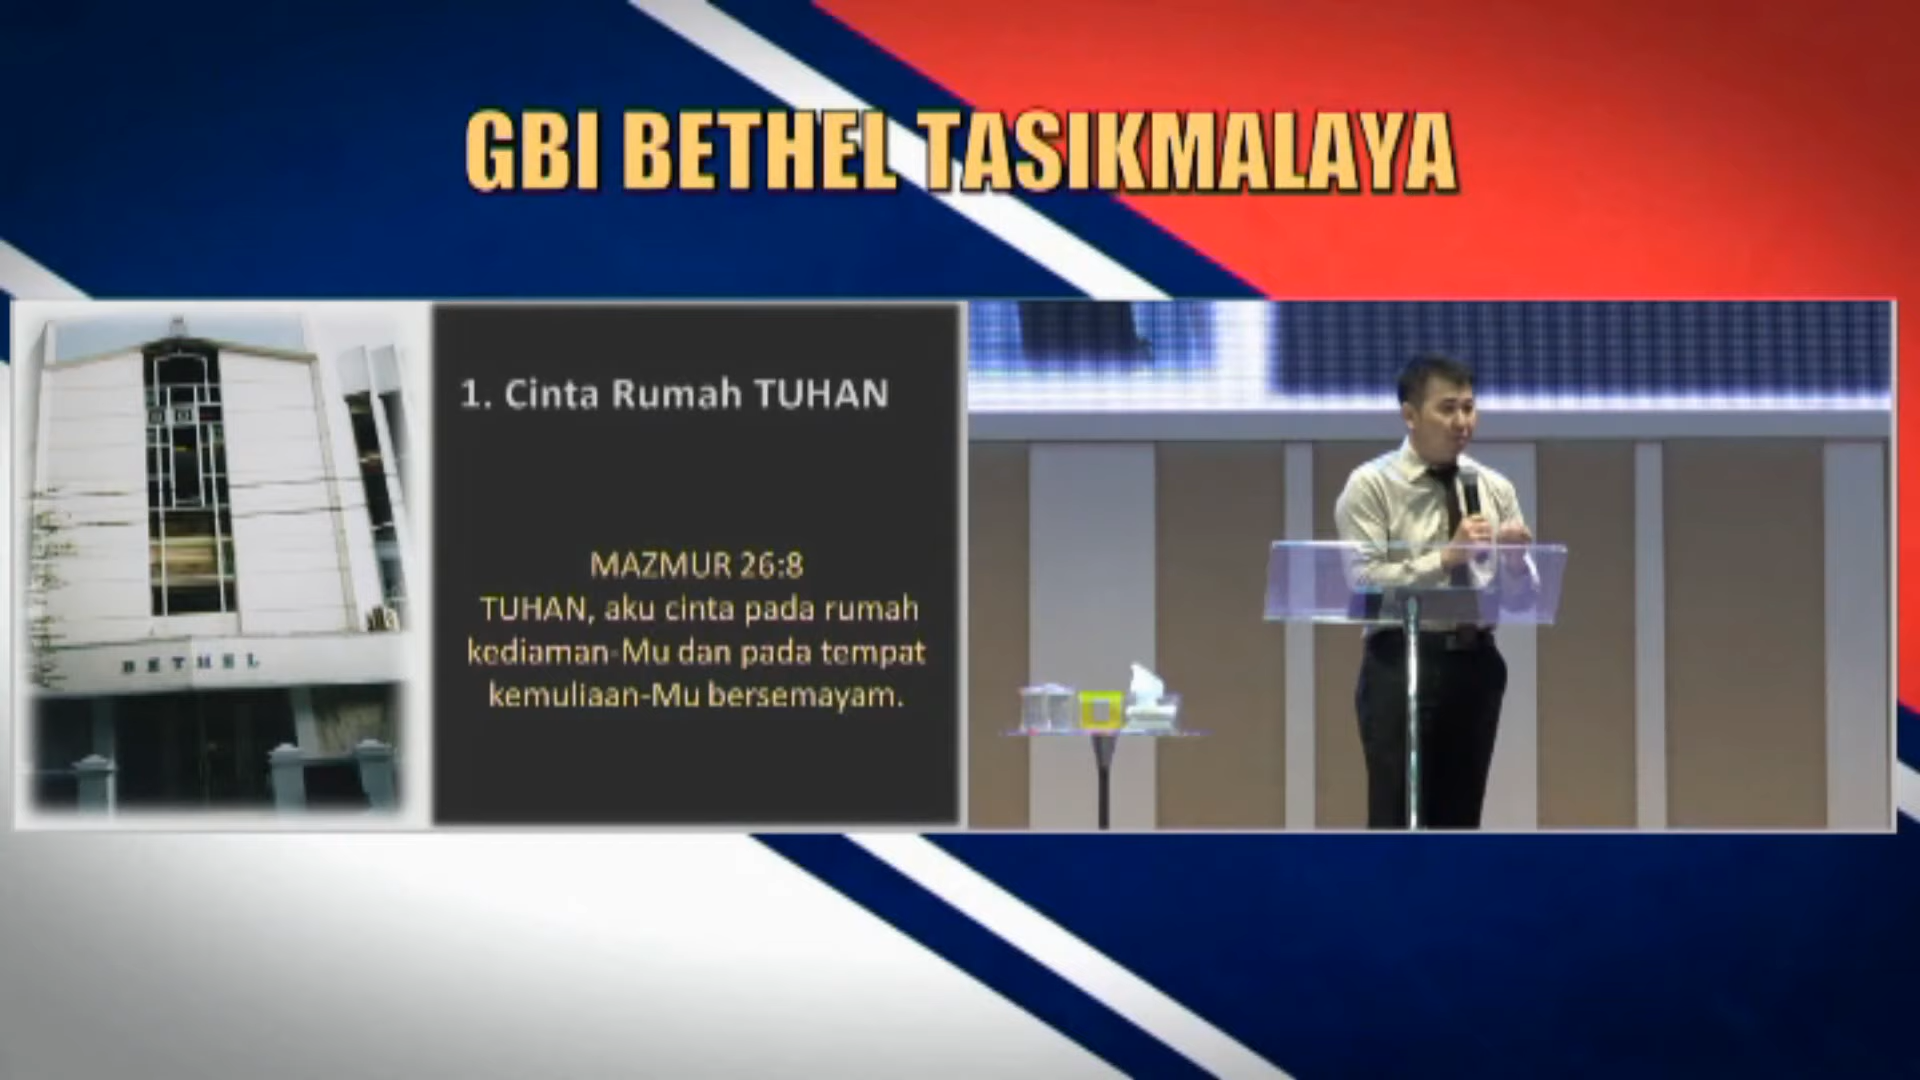 GBI BETHEL TASIKMALAYA
1. Cinta Rumah TUHAN
MAZMUR 26:8
TUHAN, aku cinta pada rumah
kediaman-Mu dan pada tempat
kemuliaan-Mu bersemayam.
BETHEL